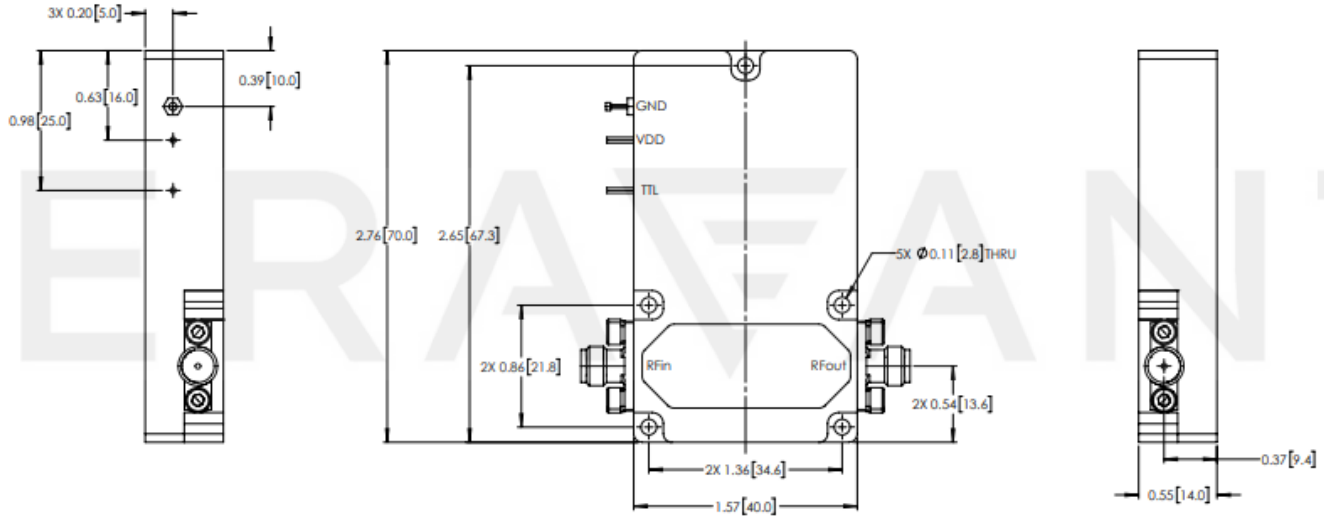 3X 0.20[5.0]
0.39[10.0]
0.63[16.0]
0.98[25.0]
GND
VDD
TTL
2.76[70.0]
2.65[67.3]
5X Ø0.11[2.8]THRU
2X 0.86[21.8]
RFin
RFout
2X 0.54[13.6]
2X 1.36[34.6]
1.57[40.0]
0.37[9.4]
0.55[14.0]
ERAVANT